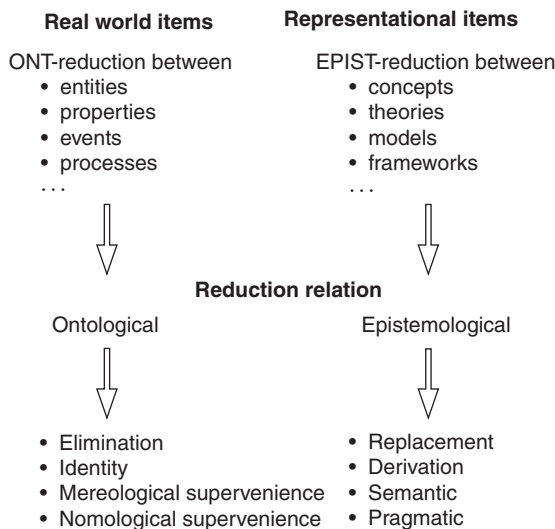 Real world items
Representational items
ONT-reduction between
• entities
• properties
• events
• processes
...
EPIST-reduction between
• concepts
• theories
• models
• frameworks
...
Reduction relation
Ontological
Epistemological
• Elimination
• Identity
• Mereological supervenience
• Nomological supervenience
• Replacement
• Derivation
• Semantic
• Pragmatic